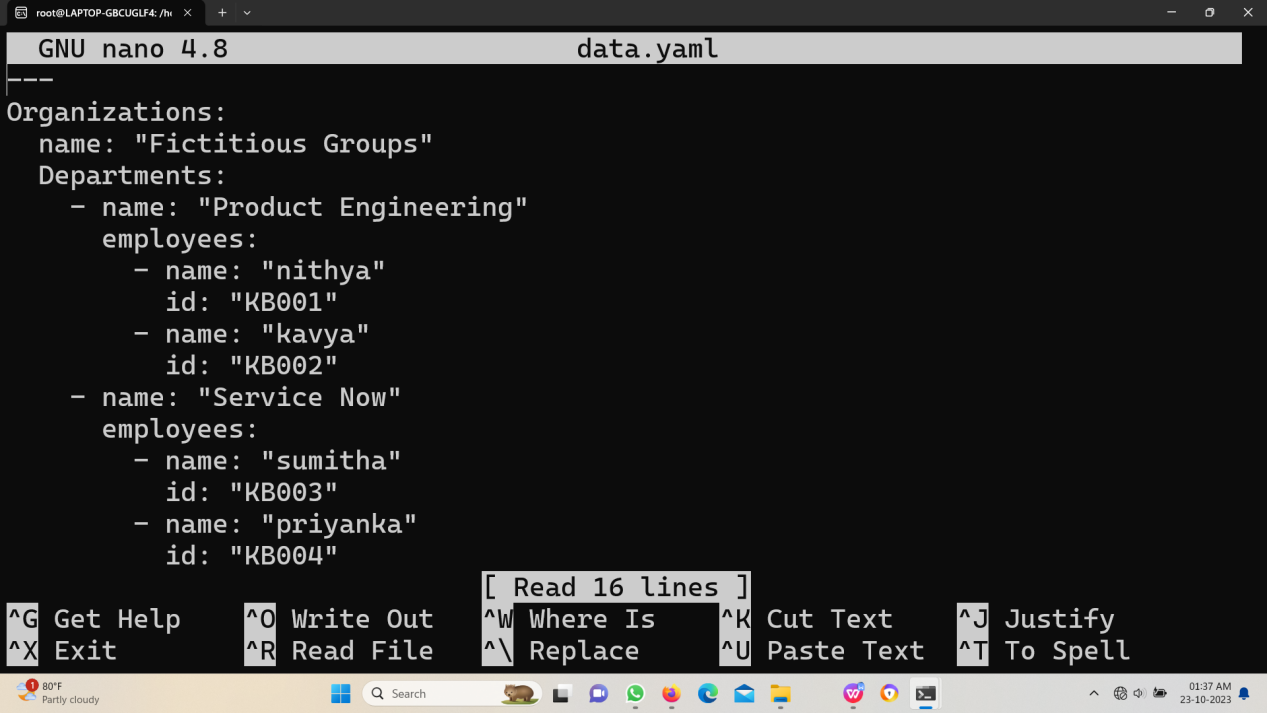 root@LAPTOP-GBCUGLF4: /h
GNU nano 4.8 data.yaml
---
Organizations:
  name: "Fictitious Groups"
  Departments:
    - name: "Product Engineering"
      employees:
        - name: "nithya"
          id: "KB001"
        - name: "kavya"
          id: "KB002"
    - name: "Service Now"
      employees:
        - name: "sumitha"
          id: "KB003"
        - name: "priyanka"
          id: "KB004"
[ Read 16 lines ]
^G Get Help ^O Write Out ^W Where Is ^K Cut Text ^J Justify
^X Exit ^R Read File ^\ Replace ^U Paste Text ^T To Spell
1
80°F
Partly cloudy
Search
01:37 AM
23-10-2023